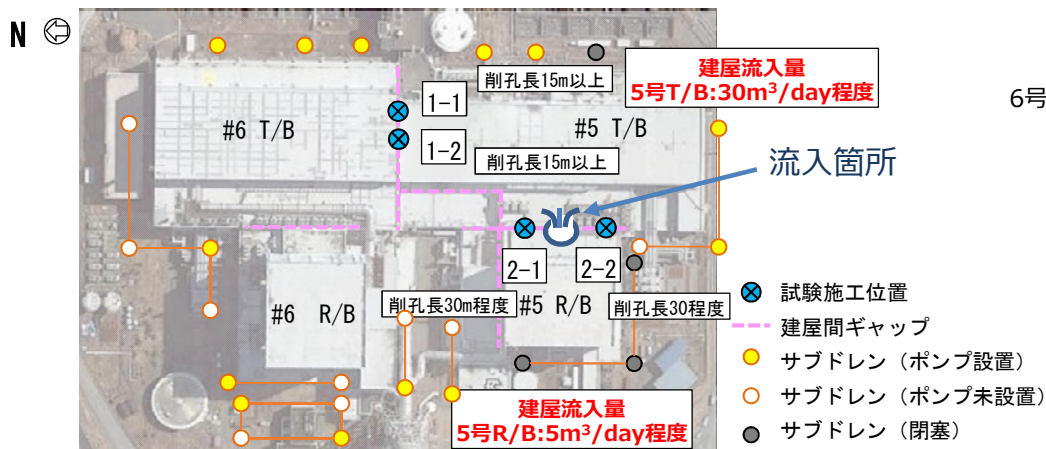 N
削孔長15m以上
建屋流入量
5号T/B:30m³/day程度
6号
1-1
#6 T/B
#5 T/B
1-2
削孔長15m以上
流入箇所
2-1
2-2
試験施工位置
削孔長30m程度
#5 R/B
削孔長30程度
#6 R/B
建屋間ギャップ
サブドレン（ポンプ設置）
サブドレン（ポンプ未設置）
サブドレン（閉塞）
建屋流入量
5号R/B:5m³/day程度